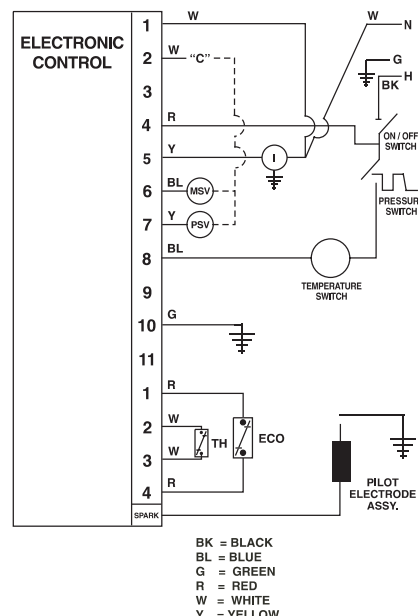 ELECTRONIC
CONTROL
1 W
2 W "C"
3
4 R
5 Y I
6 BL MSV
7 Y PSV
8 BL
9
10 G
11
1 R
2 W
3 W
4 R
SPARK
W N
G
H
BK
ON / OFF
SWITCH
PRESSURE
SWITCH
TEMPERATURE
SWITCH
TH
ECO
PILOT
ELECTRODE
ASSY.
BK = BLACK
BL = BLUE
G = GREEN
R = RED
W = WHITE
Y = YELLOW